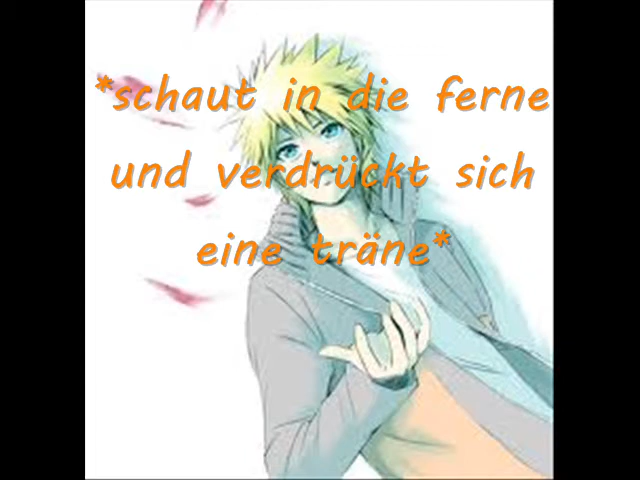 *schaut in die ferne
und verdrückt sich
eine träne*